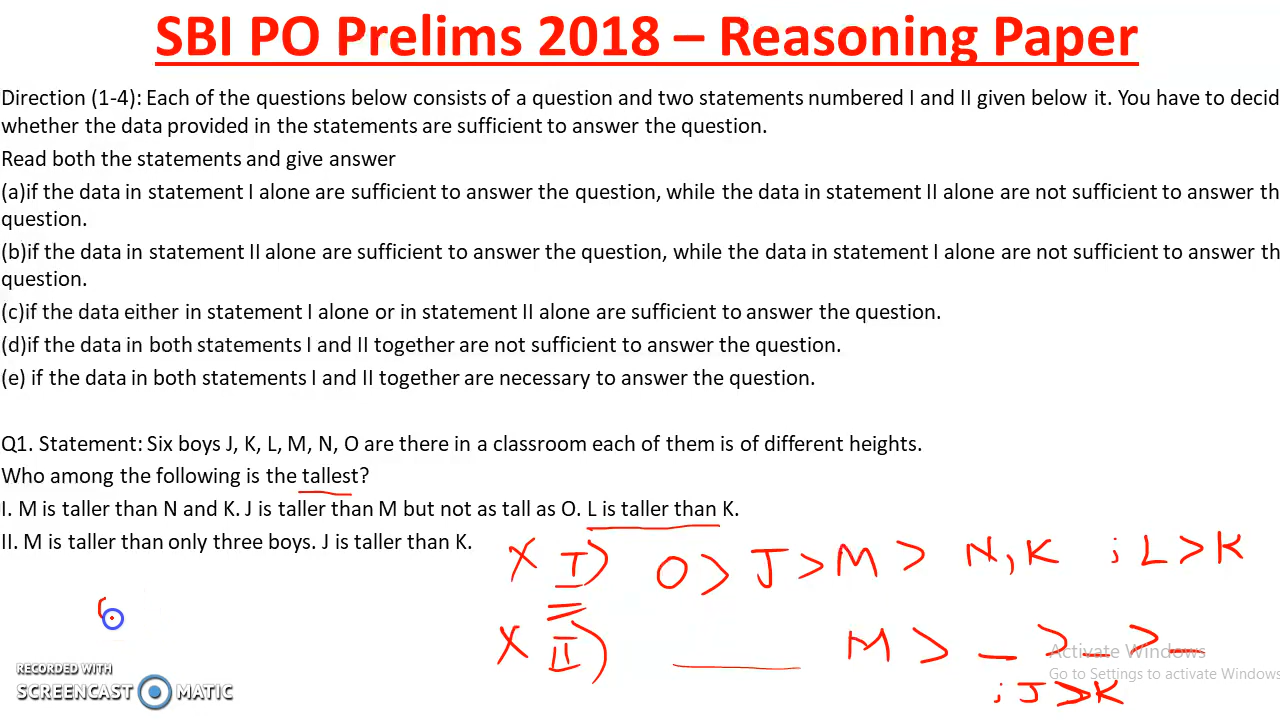 SBI PO Prelims 2018 – Reasoning Paper
Direction (1-4): Each of the questions below consists of a question and two statements numbered I and II given below it. You have to decid
whether the data provided in the statements are sufficient to answer the question.
Read both the statements and give answer
(a)if the data in statement I alone are sufficient to answer the question, while the data in statement II alone are not sufficient to answer th
question.
(b)if the data in statement II alone are sufficient to answer the question, while the data in statement I alone are not sufficient to answer th
question.
(c)if the data either in statement I alone or in statement II alone are sufficient to answer the question.
(d)if the data in both statements I and II together are not sufficient to answer the question.
(e) if the data in both statements I and II together are necessary to answer the question.
Q1. Statement: Six boys J, K, L, M, N, O are there in a classroom each of them is of different heights.
Who among the following is the tallest?
I. M is taller than N and K. J is taller than M but not as tall as O. L is taller than K.
II. M is taller than only three boys. J is taller than K.
X I) O > J > M > N, K ; L > K
X II) ___ M > _ > _ > _
; J > K
Activate Windows
Go to Settings to activate Windows
RECORDED WITH
SCREENCAST MATIC